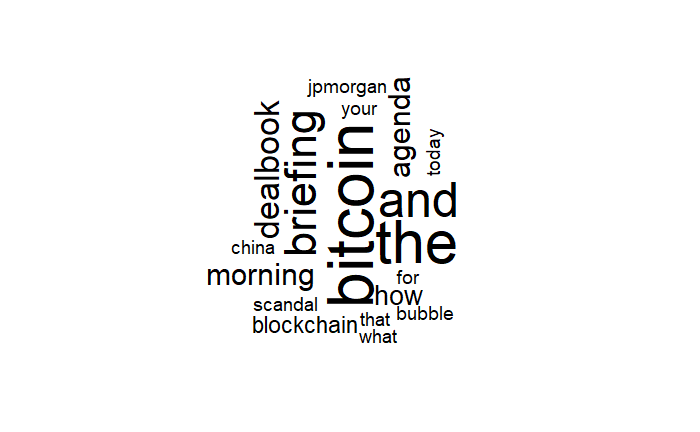 jpmorgan
your
agenda
today
dealbook
briefing
bitcoin
and
the
china
morning
for
how
scandal
bubble
blockchain
that
what